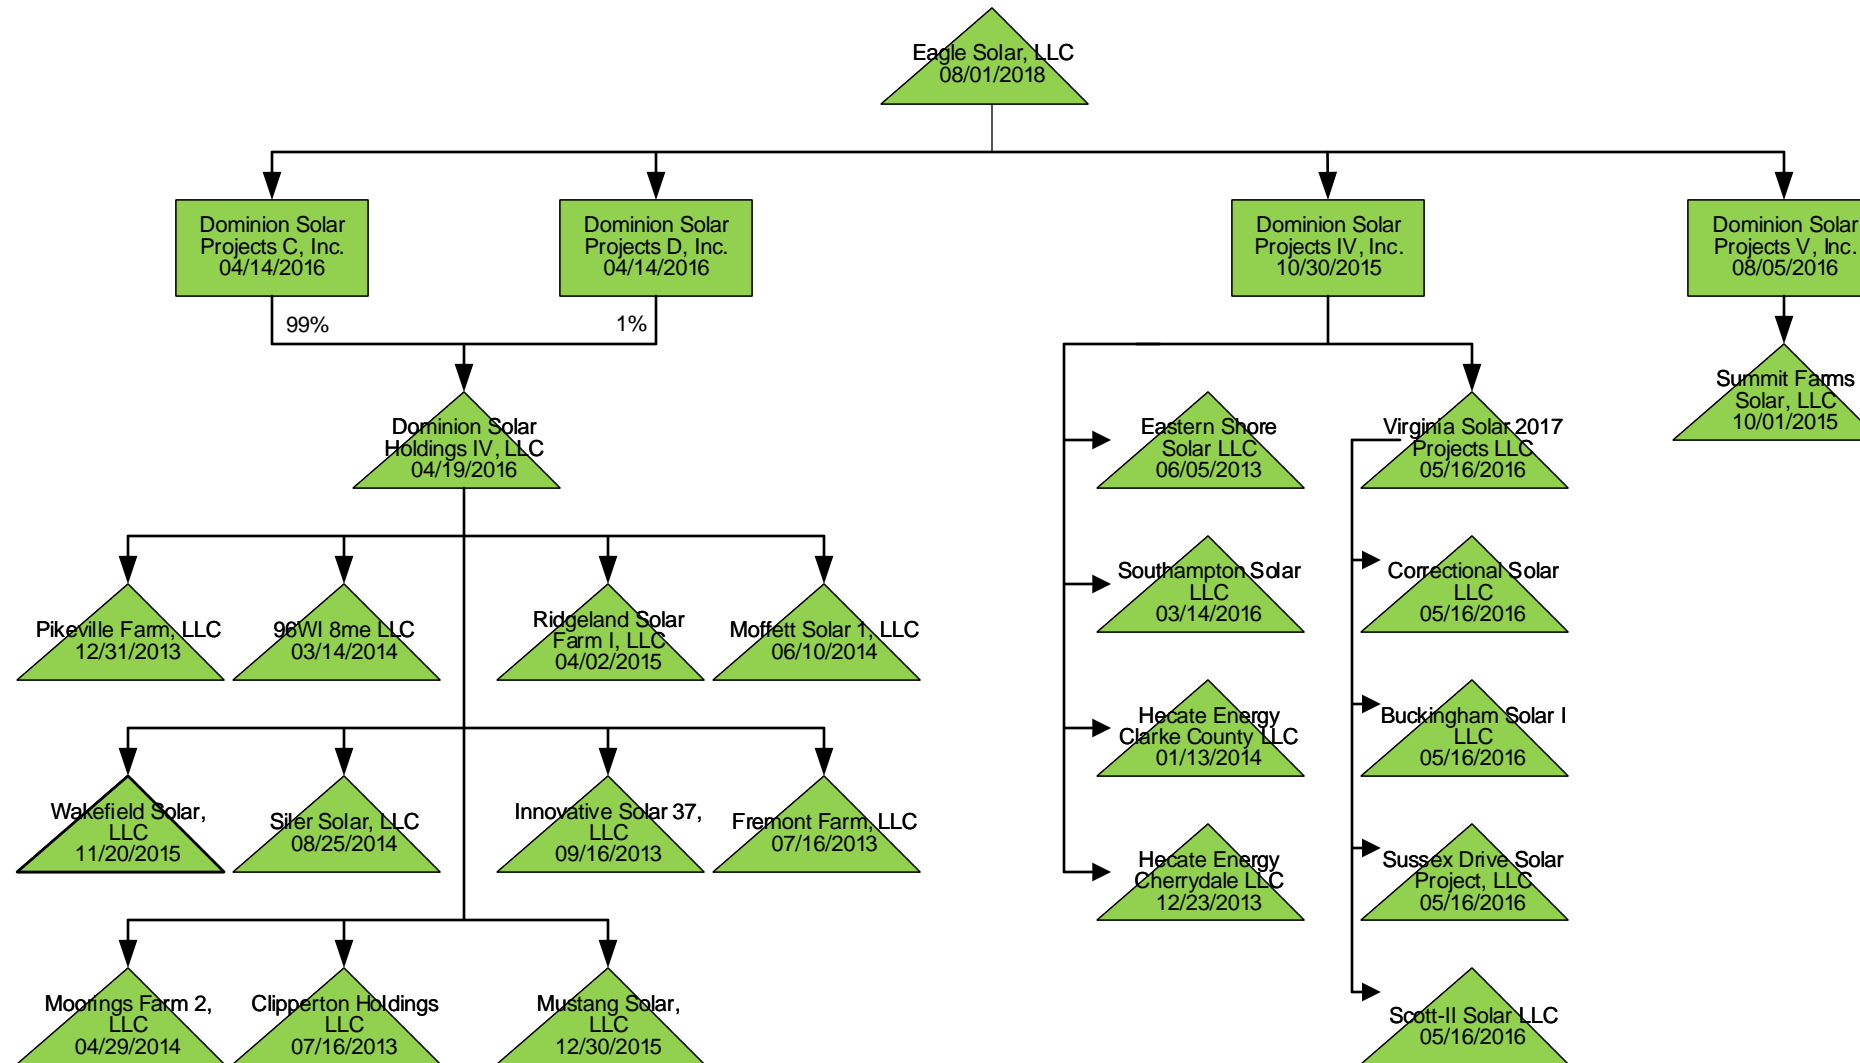 Eagle Solar, LLC
08/01/2018
Dominion Solar
Projects C, Inc.
04/14/2016
Dominion Solar
Projects D, Inc.
04/14/2016
Dominion Solar
Projects IV, Inc.
10/30/2015
Dominion Solar
Projects V, Inc.
08/05/2016
99%
1%
Dominion Solar
Holdings IV, LLC
04/19/2016
Eastern Shore
Solar LLC
06/05/2013
Virginia Solar 2017
Projects LLC
05/16/2016
Summit Farms
Solar, LLC
10/01/2015
Pikeville Farm, LLC
12/31/2013
96WI 8me LLC
03/14/2014
Ridgeland Solar
Farm I, LLC
04/02/2015
Moffett Solar 1, LLC
06/10/2014
Southampton Solar
LLC
03/14/2016
Correctional Solar
LLC
05/16/2016
Hecate Energy
Clarke County LLC
01/13/2014
Buckingham Solar I
LLC
05/16/2016
Wakefield Solar,
LLC
11/20/2015
Siler Solar, LLC
08/25/2014
Innovative Solar 37,
LLC
09/16/2013
Fremont Farm, LLC
07/16/2013
Hecate Energy
Cherrydale LLC
12/23/2013
Sussex Drive Solar
Project, LLC
05/16/2016
Moorings Farm 2,
LLC
04/29/2014
Clipperton Holdings
LLC
07/16/2013
Mustang Solar,
LLC
12/30/2015
Scott-II Solar LLC
05/16/2016